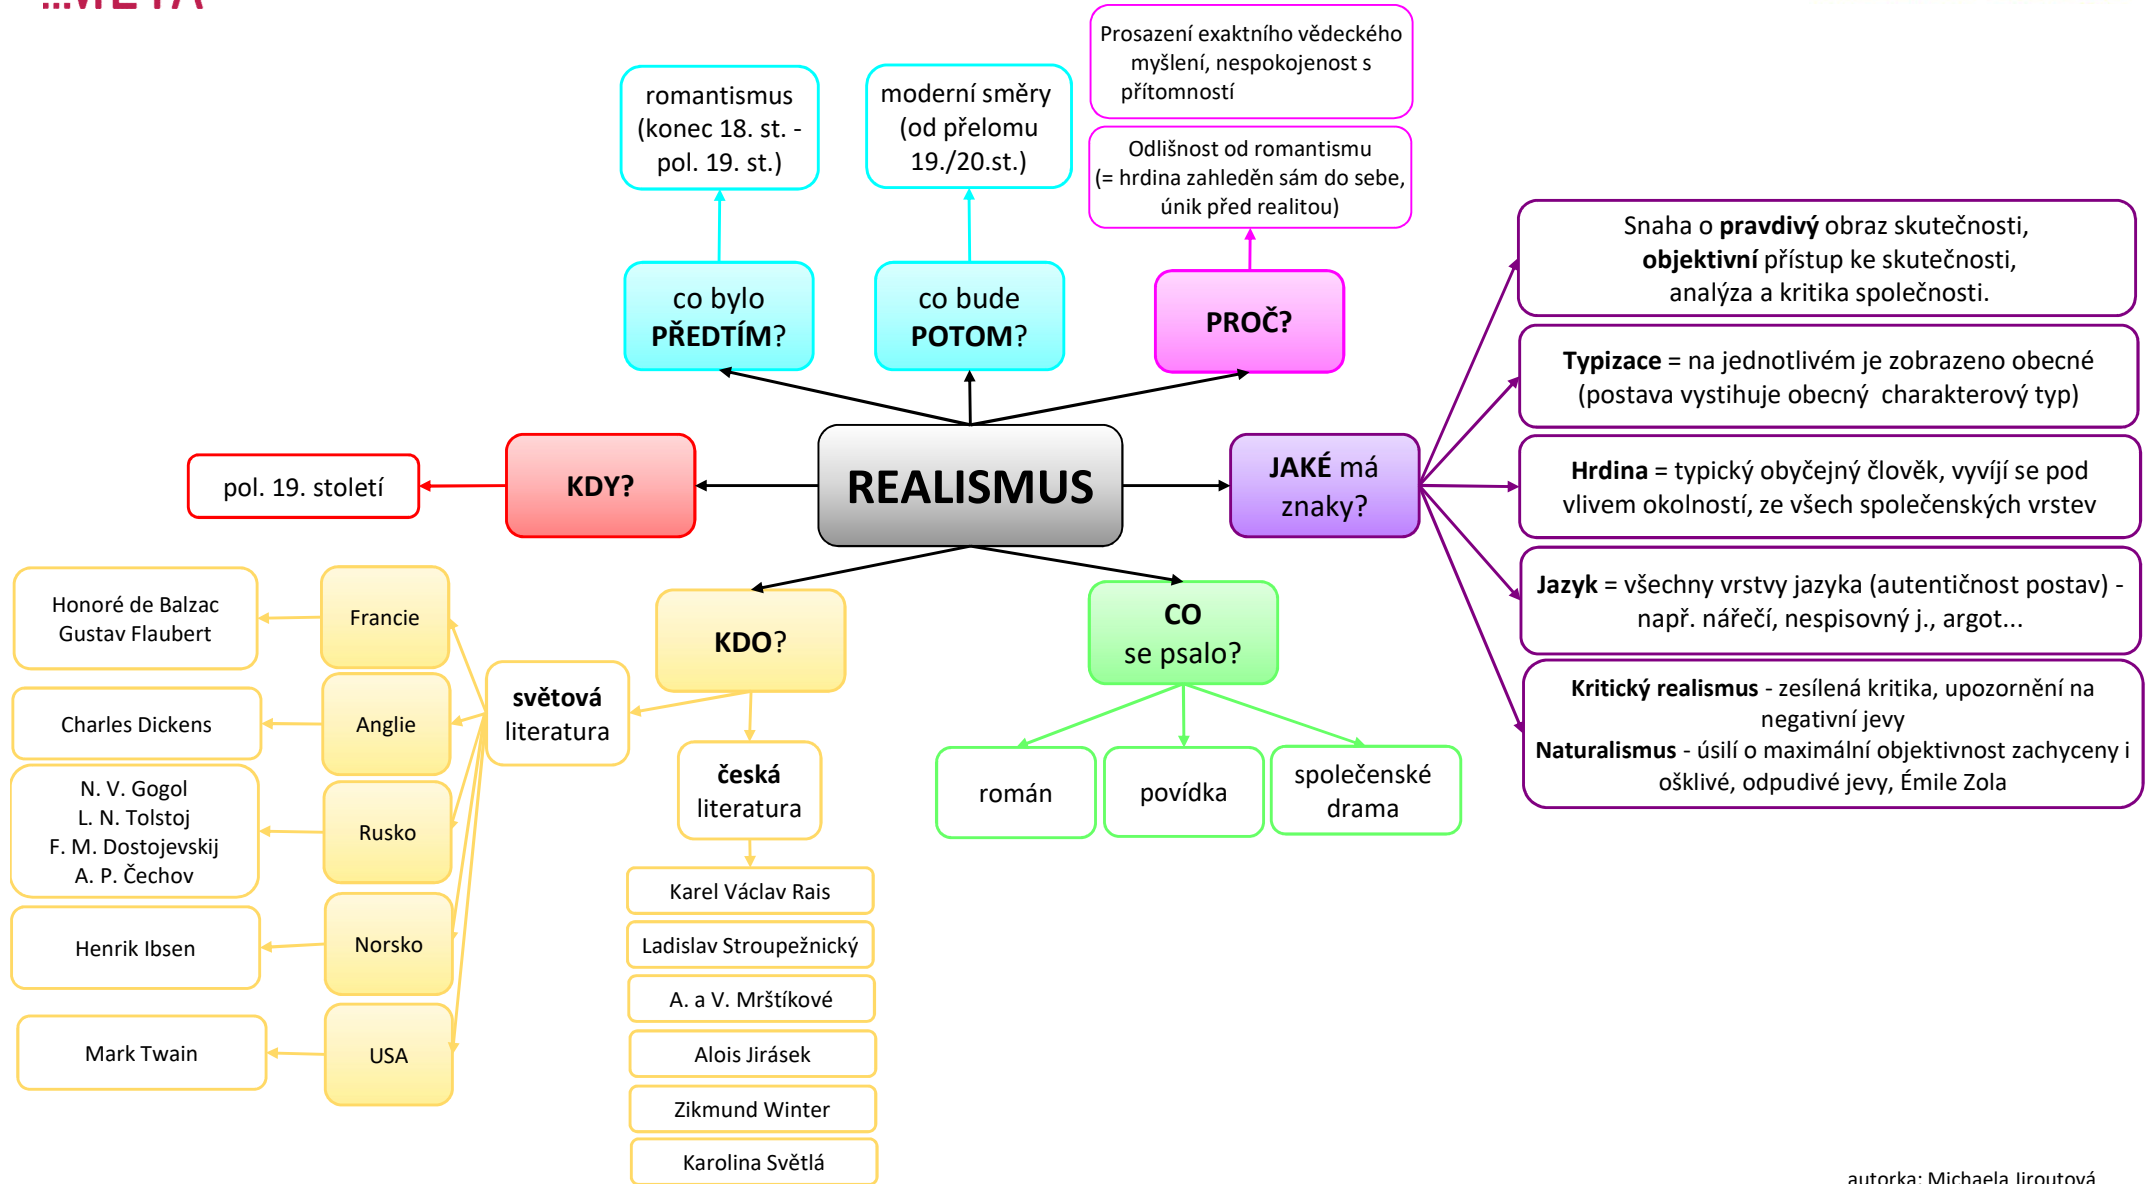 ...META
Prosazení exaktního vědeckého
myšlení, nespokojenost s
přítomností
romantismus
(konec 18. st. -
pol. 19. st.)
moderní směry
(od přelomu
19./20.st.)
Odlišnost od romantismu
(= hrdina zahleděn sám do sebe,
únik před realitou)
co bylo
PŘEDTÍM?
co bude
POTOM?
PROČ?
Snaha o pravdivý obraz skutečnosti,
objektivní přístup ke skutečnosti,
analýza a kritika společnosti.
Typizace = na jednotlivém je zobrazeno obecné
(postava vystihuje obecný charakterový typ)
pol. 19. století
KDY?
REALISMUS
JAKÉ má
znaky?
Hrdina = typický obyčejný člověk, vyvíjí se pod
vlivem okolností, ze všech společenských vrstev
Jazyk = všechny vrstvy jazyka (autentičnost postav) -
např. nářečí, nespisovný j., argot...
Kritický realismus - zesílená kritika, upozornění na
negativní jevy
Naturalismus - úsilí o maximální objektivnost zachyceny i
ošklivé, odpudivé jevy, Émile Zola
KDO?
CO
se psalo?
román
povídka
společenské
drama
světová
literatura
Francie
Honoré de Balzac
Gustav Flaubert
Anglie
Charles Dickens
Rusko
N. V. Gogol
L. N. Tolstoj
F. M. Dostojevskij
A. P. Čechov
Norsko
Henrik Ibsen
USA
Mark Twain
česká
literatura
Karel Václav Rais
Ladislav Stroupežnický
A. a V. Mrštíkové
Alois Jirásek
Zikmund Winter
Karolina Světlá
autorka: Michaela Jiroutová